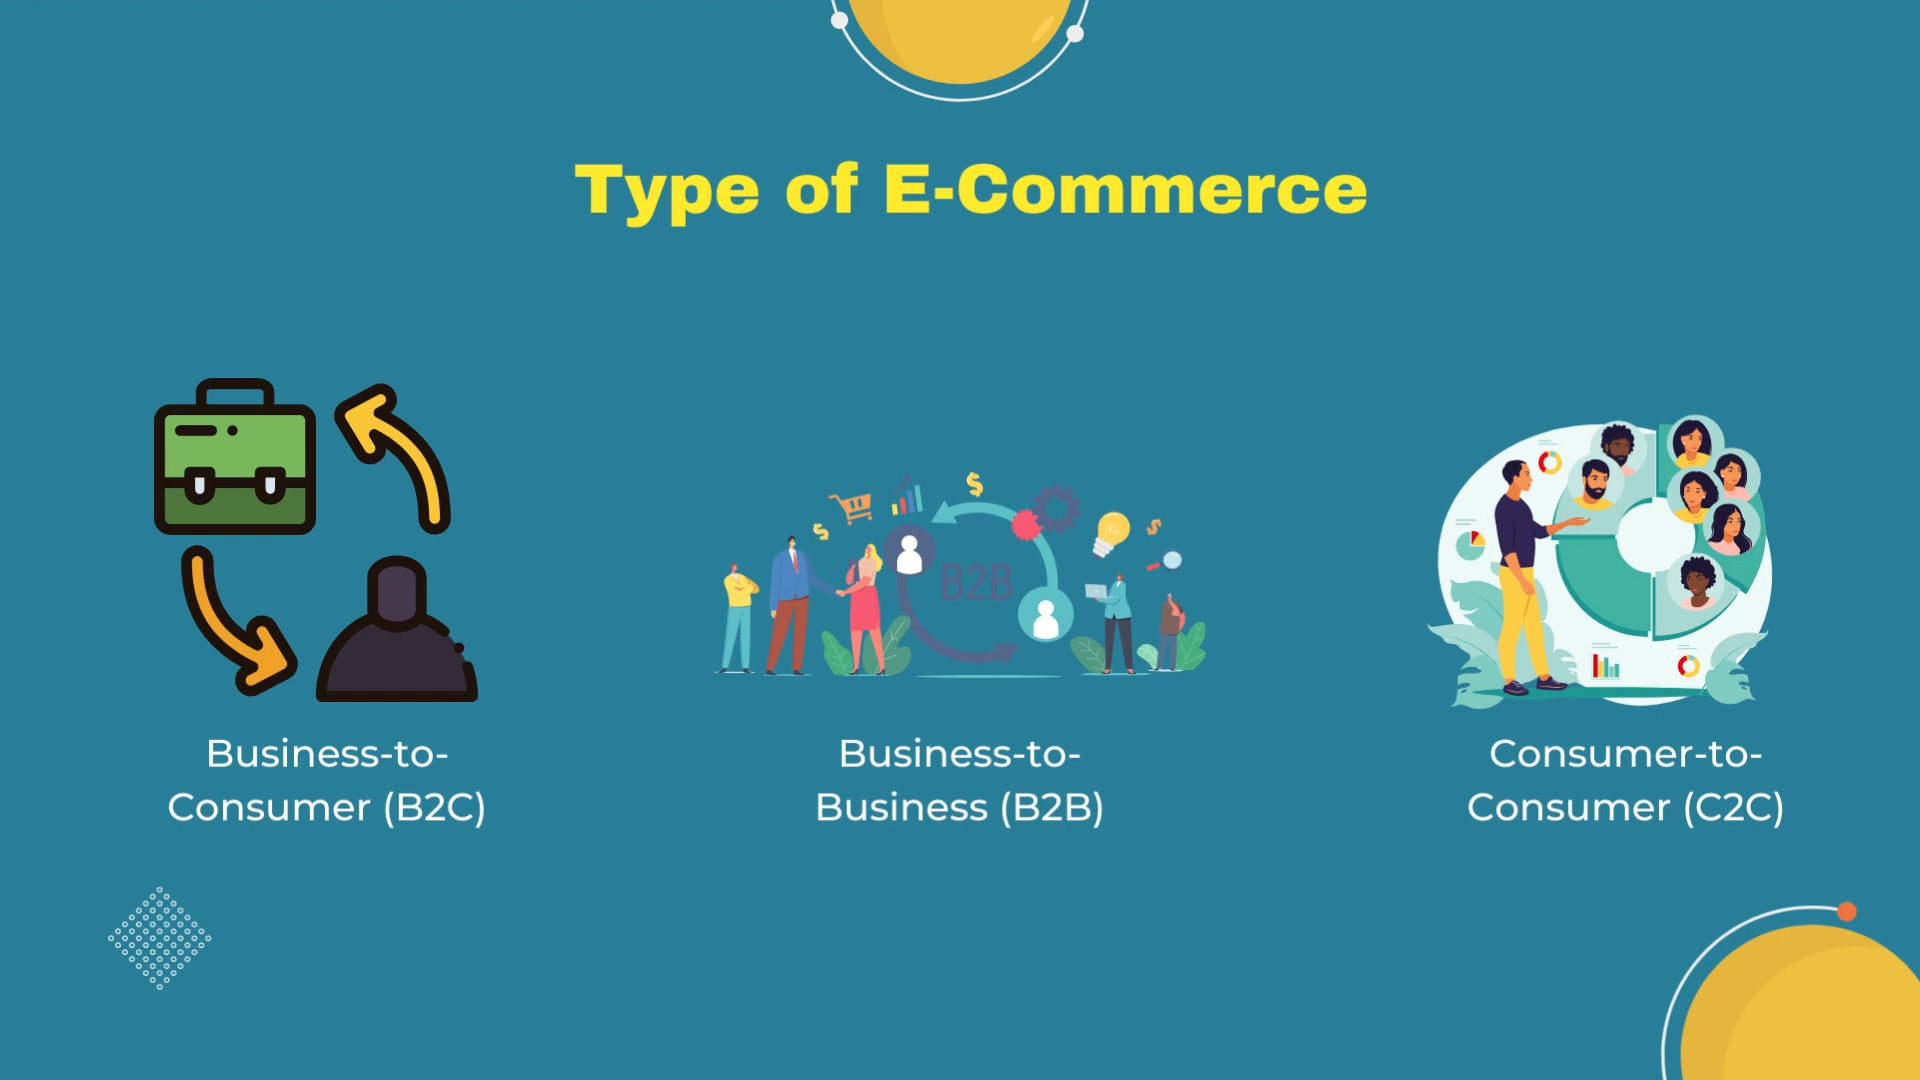 Type of E-Commerce
B2B
Business-to-
Consumer (B2C)
Business-to-
Business (B2B)
Consumer-to-
Consumer (C2C)